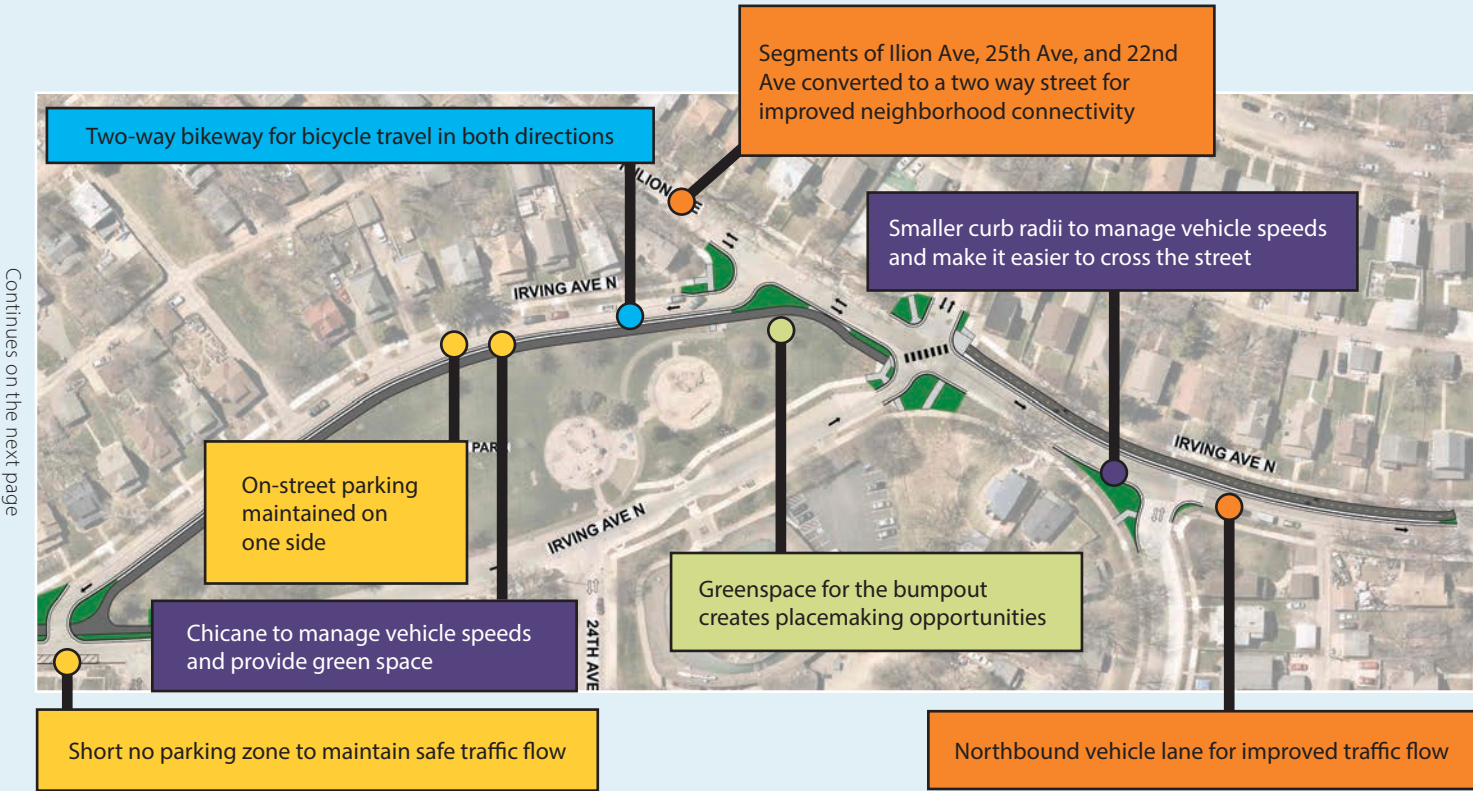 Segments of Ilion Ave, 25th Ave, and 22nd
Ave converted to a two way street for
improved neighborhood connectivity
Two-way bikeway for bicycle travel in both directions
Smaller curb radii to manage vehicle speeds
and make it easier to cross the street
IRVING AVE N
Continues on the next page
PARK
On-street parking
maintained on
one side
IRVING AVE N
IRVING AVE N
Greenspace for the bumpout
creates placemaking opportunities
Chicane to manage vehicle speeds
and provide green space
24TH AVE
Short no parking zone to maintain safe traffic flow
Northbound vehicle lane for improved traffic flow